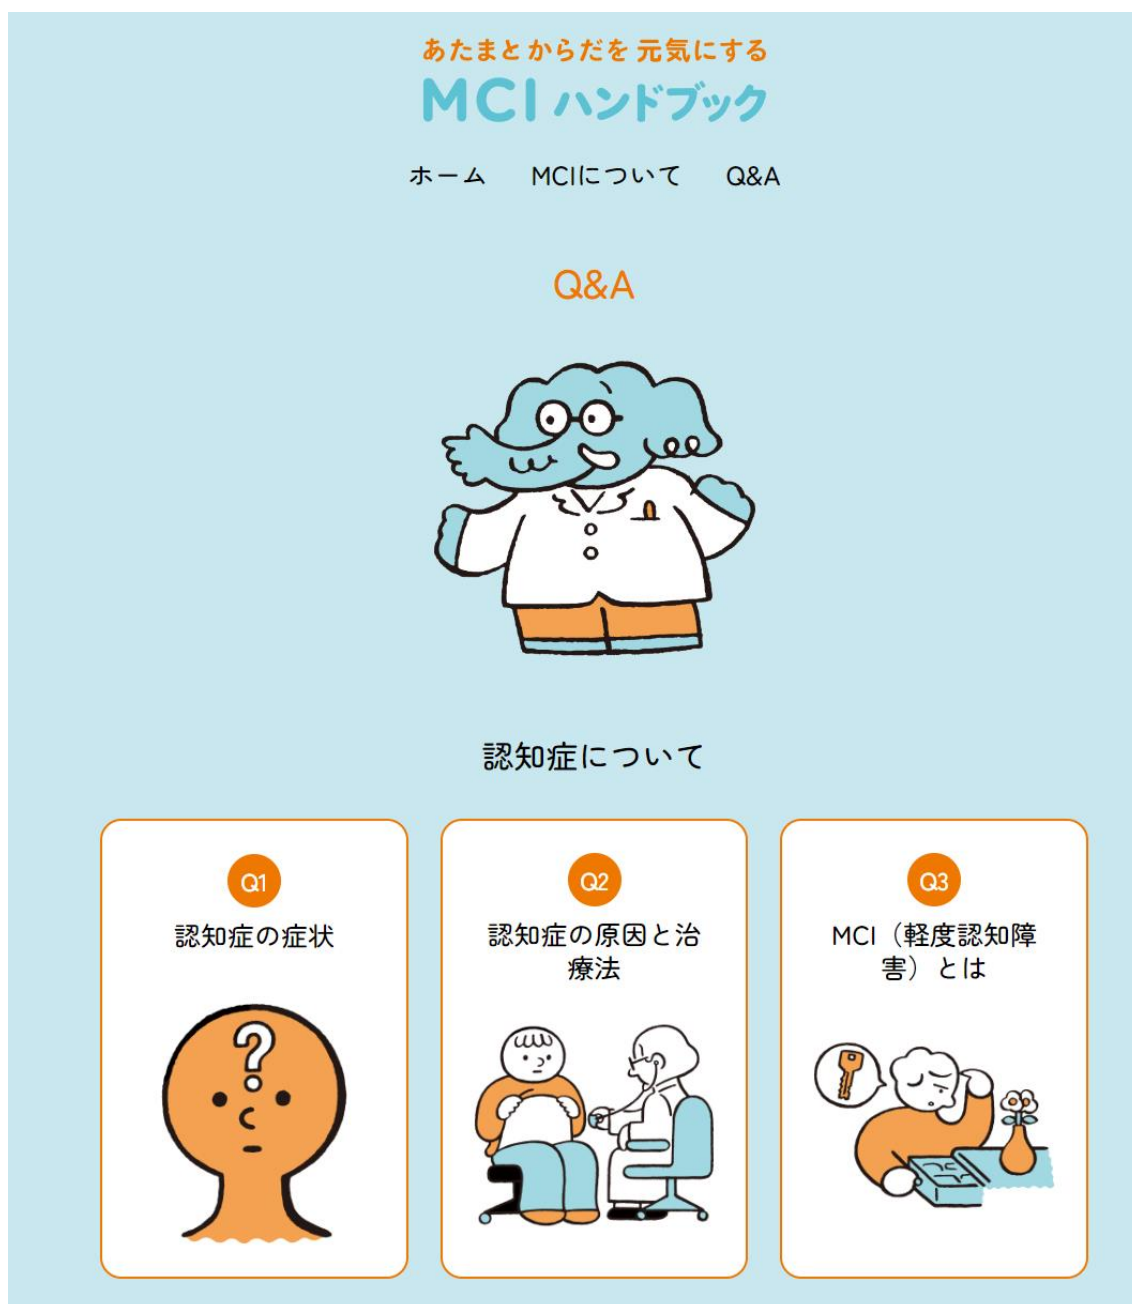 あたまとからだを 元気にする
MCI ハンドブック
ホーム MCIについて Q&A
Q&A
認知症について
Q1
認知症の症状
Q2
認知症の原因と治
療法
Q3
MCI（軽度認知障
害）とは